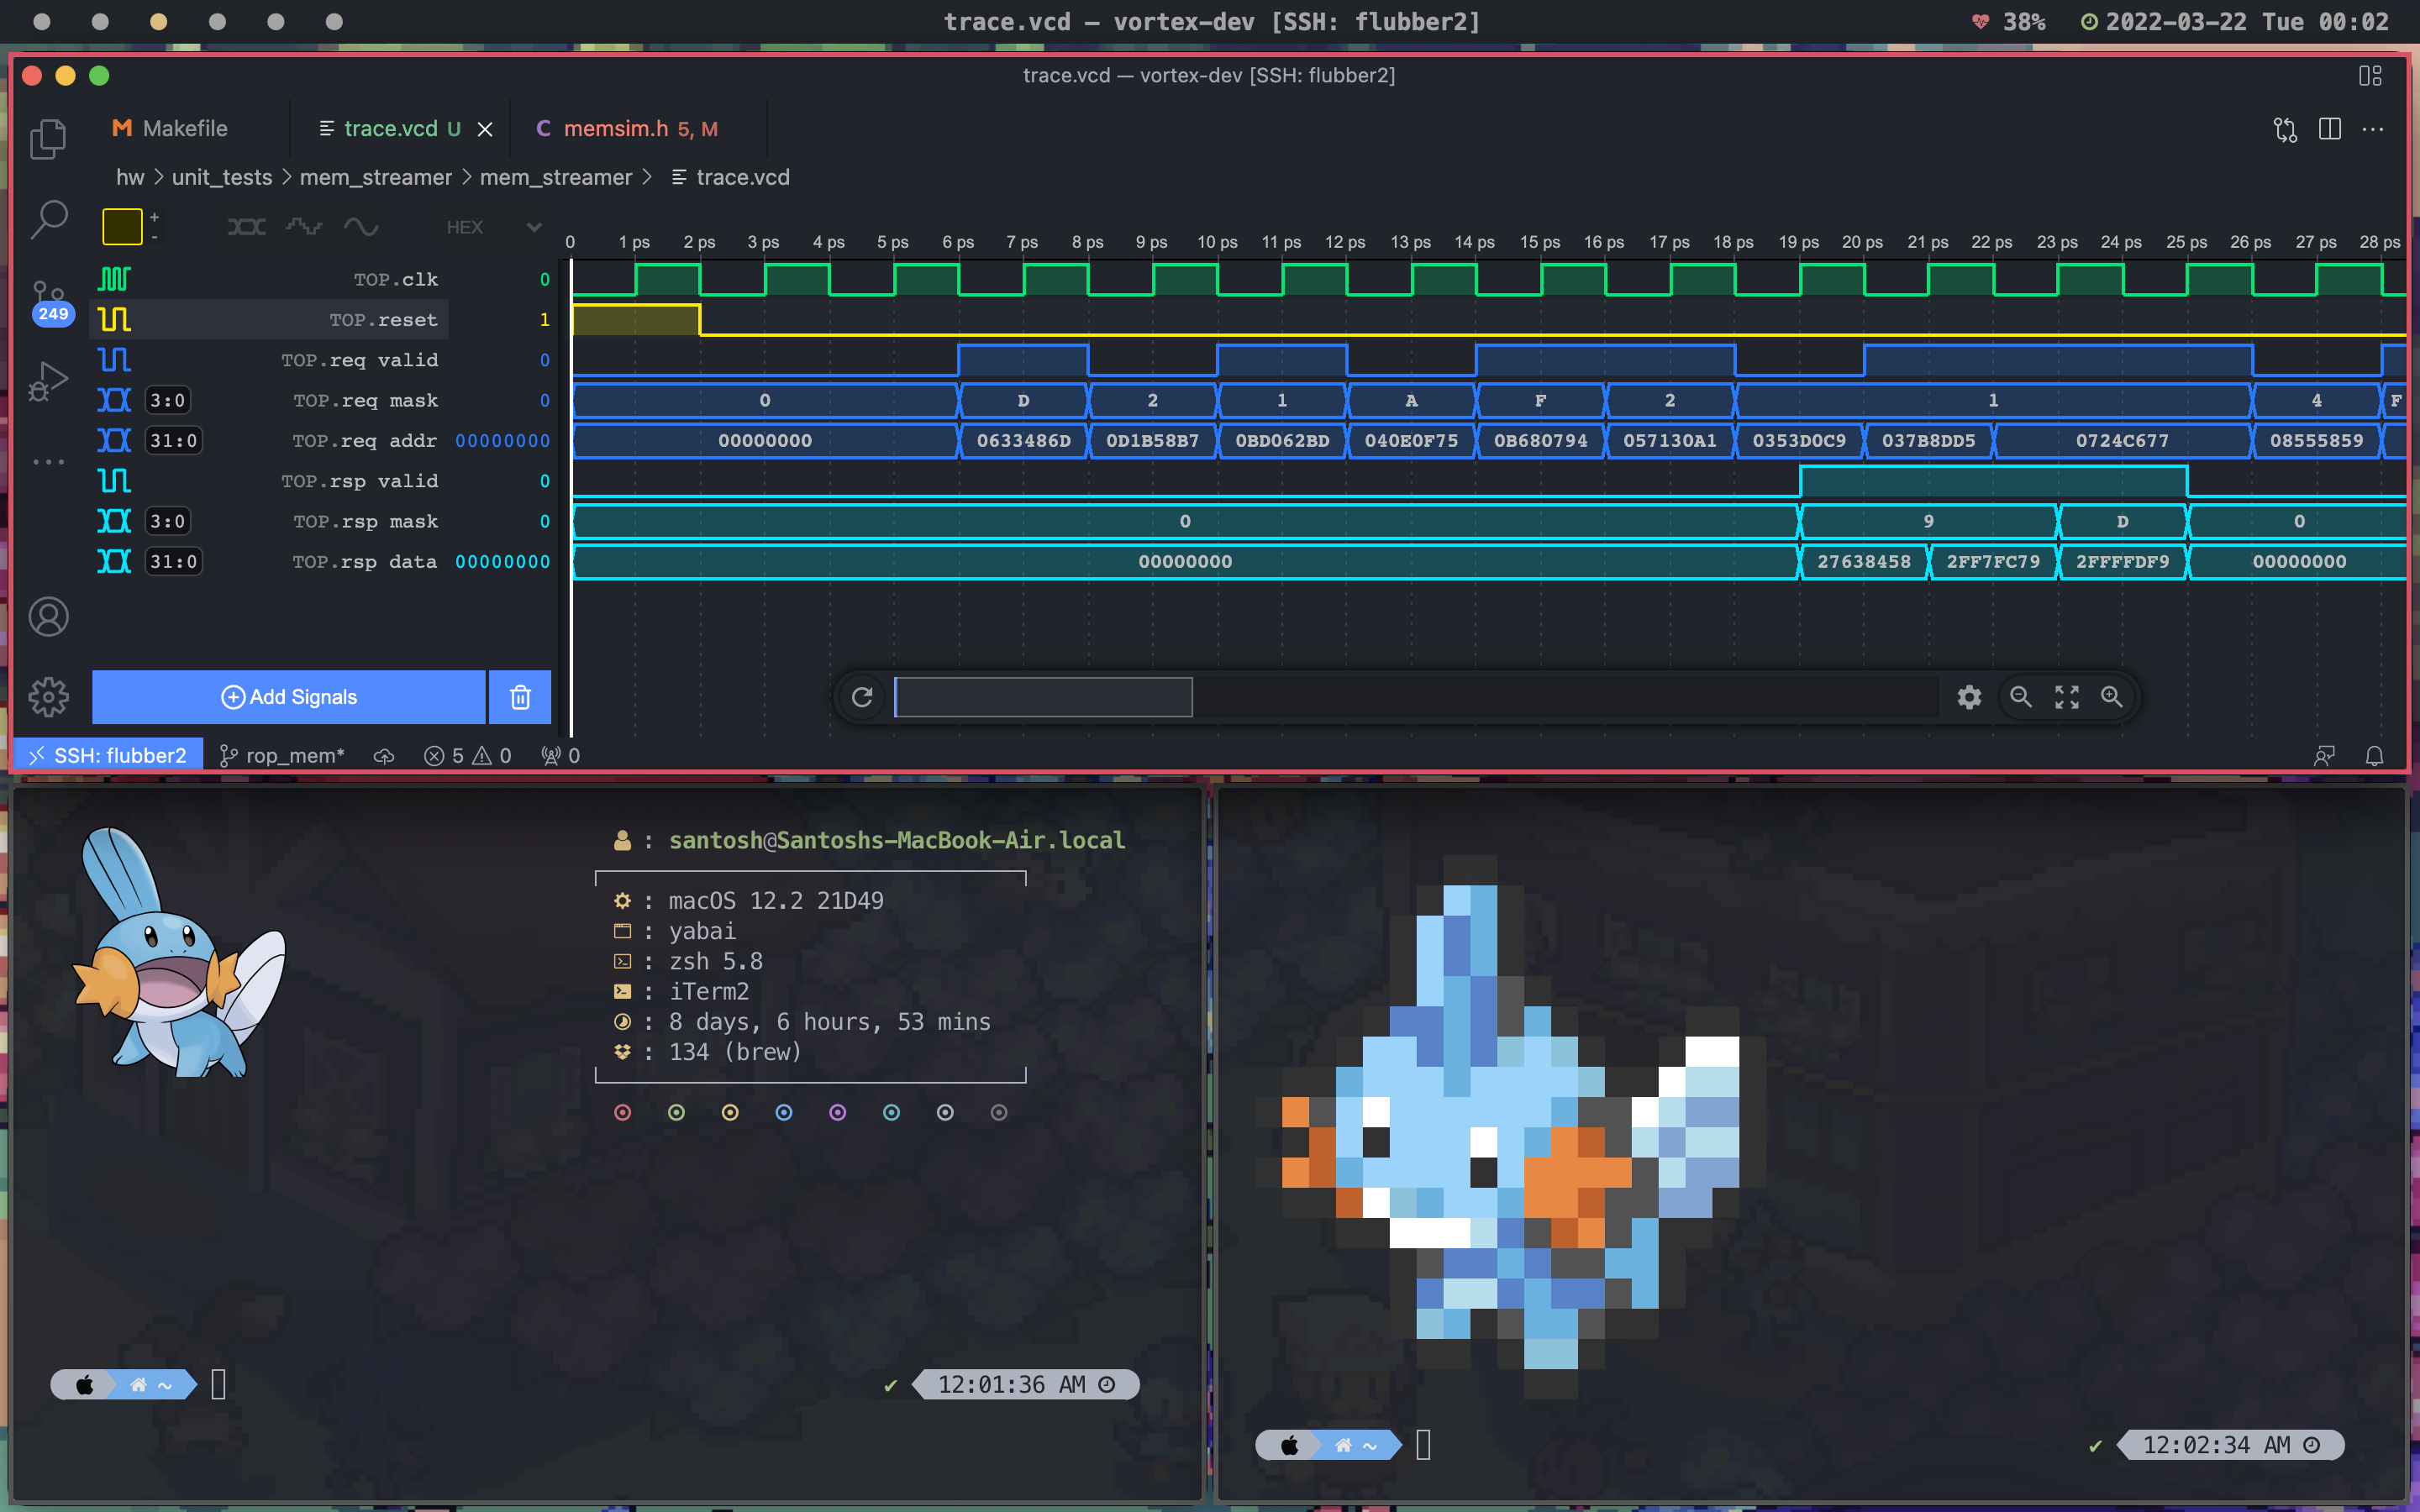 trace.vcd — vortex-dev [SSH: flubber2] 38% 2022-03-22 Tue 00:02
trace.vcd — vortex-dev [SSH: flubber2]
M Makefile trace.vcd U C memsim.h 5, M
hw > unit_tests > mem_streamer > mem_streamer > trace.vcd
+ - HEX
0 1 ps 2 ps 3 ps 4 ps 5 ps 6 ps 7 ps 8 ps 9 ps 10 ps 11 ps 12 ps 13 ps 14 ps 15 ps 16 ps 17 ps 18 ps 19 ps 20 ps 21 ps 22 ps 23 ps 24 ps 25 ps 26 ps 27 ps 28 ps
TOP.clk 0
249
TOP.reset 1
TOP.req valid 0
3:0 TOP.req mask 0 0 D 2 1 A F 2 1 4 F
31:0 TOP.req addr 00000000 00000000 0633486D 0D1B58B7 0BD062BD 040E0F75 0B680794 057130A1 0353D0C9 037B8DD5 0724C677 08555859
TOP.rsp valid 0
3:0 TOP.rsp mask 0 0 9 D 0
31:0 TOP.rsp data 00000000 00000000 27638458 2FF7FC79 2FFFFDF9 00000000
Add Signals
SSH: flubber2 rop_mem* 5 0 0
: santosh@Santoshs-MacBook-Air.local
: macOS 12.2 21D49
: yabai
: zsh 5.8
: iTerm2
: 8 days, 6 hours, 53 mins
: 134 (brew)
~ ✔ 12:01:36 AM
~ ✔ 12:02:34 AM